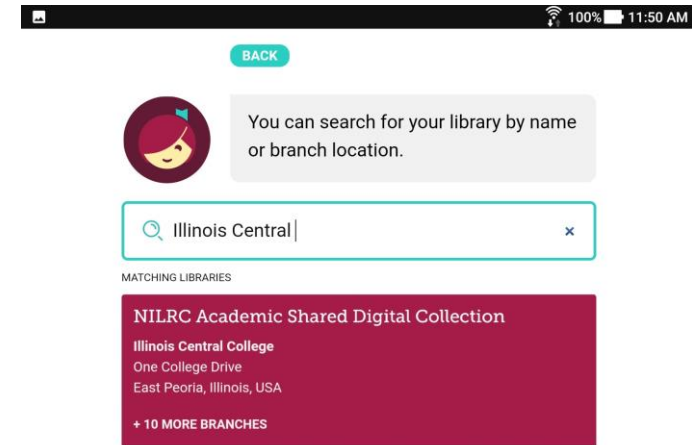 100% 11:50 AM
BACK
You can search for your library by name
or branch location.
Illinois Central
×
MATCHING LIBRARIES
NILRC Academic Shared Digital Collection
Illinois Central College
One College Drive
East Peoria, Illinois, USA
+ 10 MORE BRANCHES